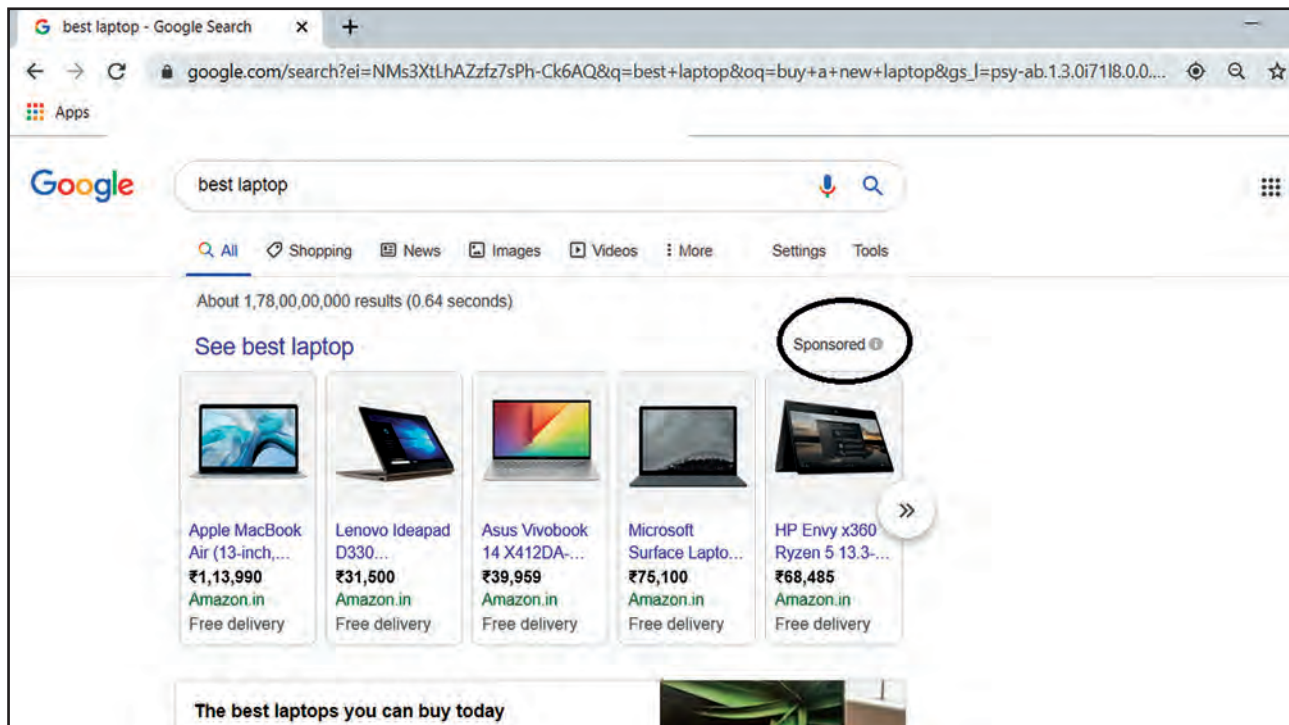 best laptop - Google Search
google.com/search?ei=NMs3XtLhAZzfz7sPh-Ck6AQ&q=best+laptop&oq=buy+a+new+laptop&gs_l=psy-ab.1.3.0i71l8.0.0....
Apps
Google
best laptop
All Shopping News Images Videos More Settings Tools
About 1,78,00,00,000 results (0.64 seconds)
See best laptop
Sponsored
Apple MacBook
Air (13-inch,...
₹1,13,990
Amazon.in
Free delivery
Lenovo Ideapad
D330...
₹31,500
Amazon.in
Free delivery
Asus Vivobook
14 X412DA-...
₹39,959
Amazon.in
Free delivery
Microsoft
Surface Lapto...
₹75,100
Amazon.in
Free delivery
HP Envy x360
Ryzen 5 13.3-...
₹68,485
Amazon.in
Free delivery
The best laptops you can buy today